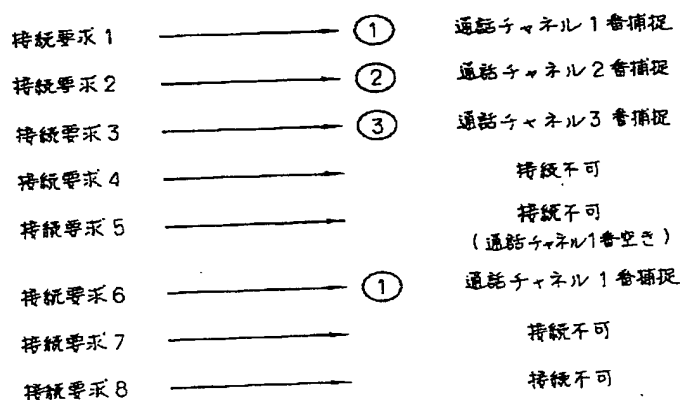 接続要求1 ① 通話チャネル1番捕捉
接続要求2 ② 通話チャネル2番捕捉
接続要求3 ③ 通話チャネル3番捕捉
接続要求4 接続不可
接続要求5 接続不可
(通話チャネル1番空き)
接続要求6 ① 通話チャネル1番捕捉
接続要求7 接続不可
接続要求8 接続不可